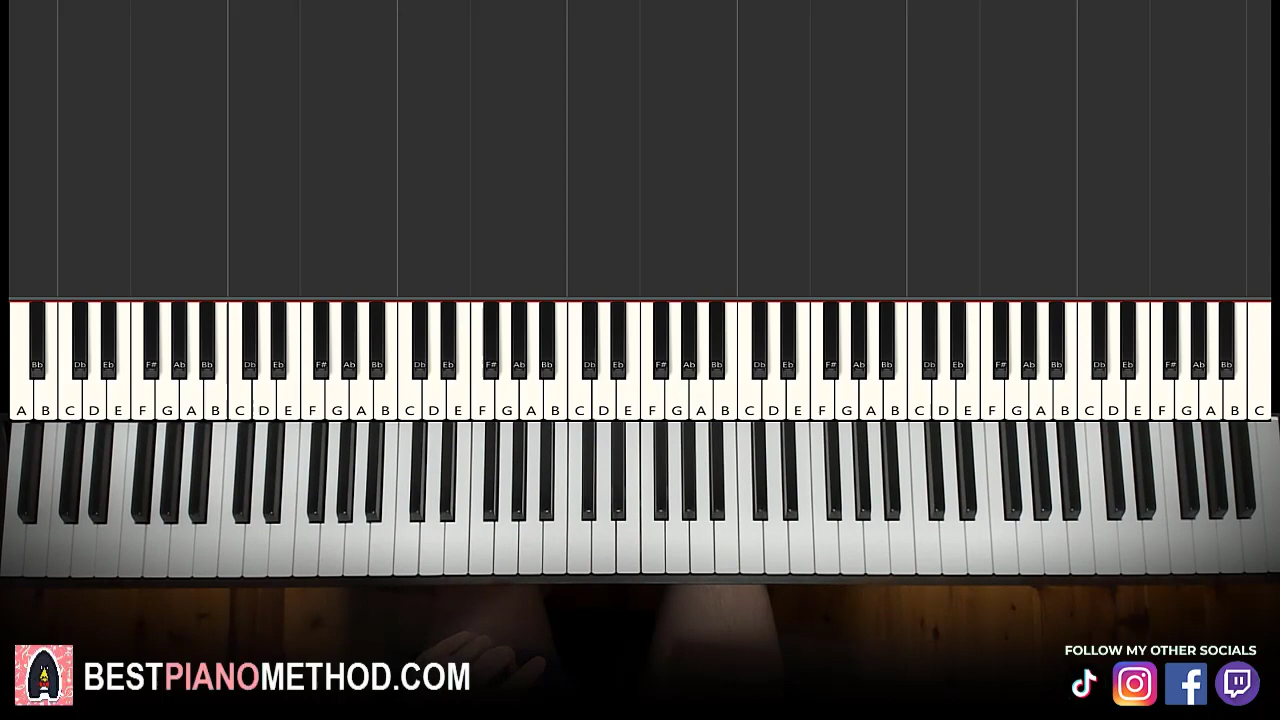 Bb Db Eb F# Ab Bb Db Eb F# Ab Bb Db Eb F# Ab Bb Db Eb F# Ab Bb Db Eb F# Ab Bb Db Eb F# Ab Bb Db Eb F# Ab Bb
A B C D E F G A B C D E F G A B C D E F G A B C D E F G A B C D E F G A B C D E F G A B C D E F G A B C
FOLLOW MY OTHER SOCIALS
BESTPIANOMETHOD.COM